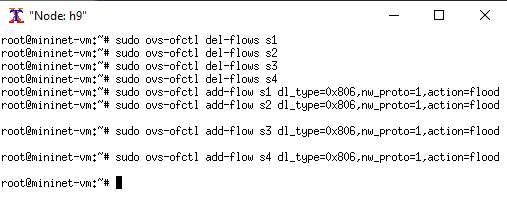 "Node: h9"
root@mininet-vm:~# sudo ovs-ofctl del-flows s1
root@mininet-vm:~# sudo ovs-ofctl del-flows s2
root@mininet-vm:~# sudo ovs-ofctl del-flows s3
root@mininet-vm:~# sudo ovs-ofctl del-flows s4
root@mininet-vm:~# sudo ovs-ofctl add-flow s1 dl_type=0x806,nw_proto=1,action=flood
root@mininet-vm:~# sudo ovs-ofctl add-flow s2 dl_type=0x806,nw_proto=1,action=flood
root@mininet-vm:~# sudo ovs-ofctl add-flow s3 dl_type=0x806,nw_proto=1,action=flood
root@mininet-vm:~# sudo ovs-ofctl add-flow s4 dl_type=0x806,nw_proto=1,action=flood
root@mininet-vm:~#